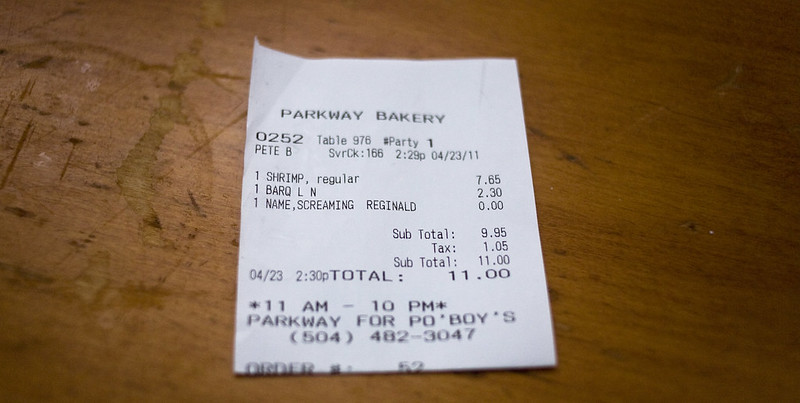 PARKWAY BAKERY
0252 Table 976 #Party 1
PETE B SvrCk:166 2:29p 04/23/11
1 SHRIMP, regular 7.65
1 BARQ L N 2.30
1 NAME,SCREAMING REGINALD 0.00
Sub Total: 9.95
Tax: 1.05
Sub Total: 11.00
04/23 2:30pTOTAL: 11.00
*11 AM - 10 PM*
PARKWAY FOR PO'BOY'S
(504) 482-3047
ORDER #: 52